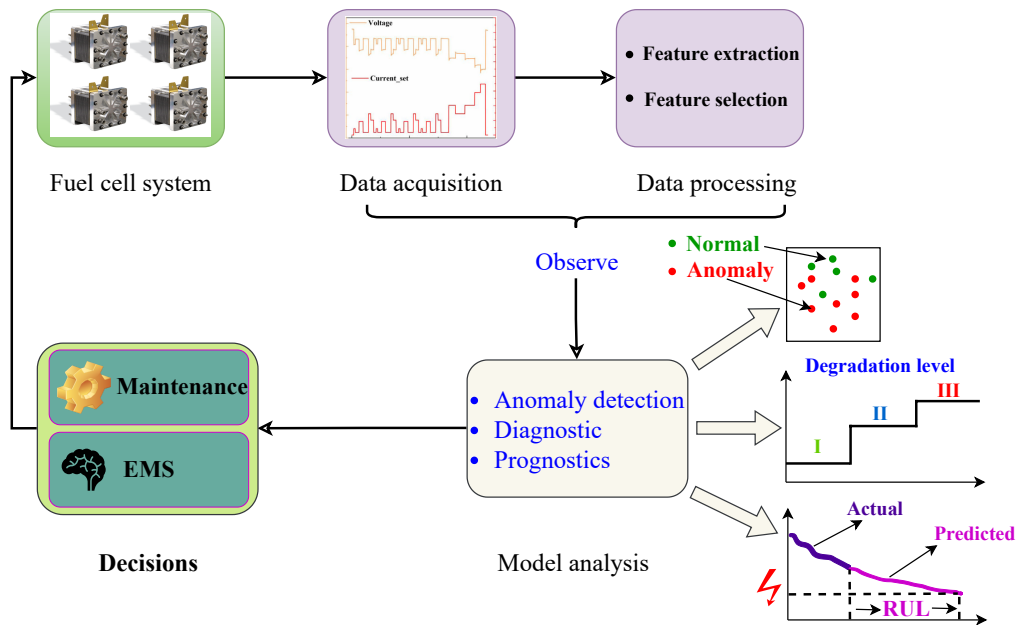 Voltage
Current_set
• Feature extraction
• Feature selection
Fuel cell system
Data acquisition
Data processing
Observe
• Normal
• Anomaly
Degradation level
I
II
III
• Anomaly detection
• Diagnostic
• Prognostics
Maintenance
EMS
Actual
Predicted
RUL
Decisions
Model analysis